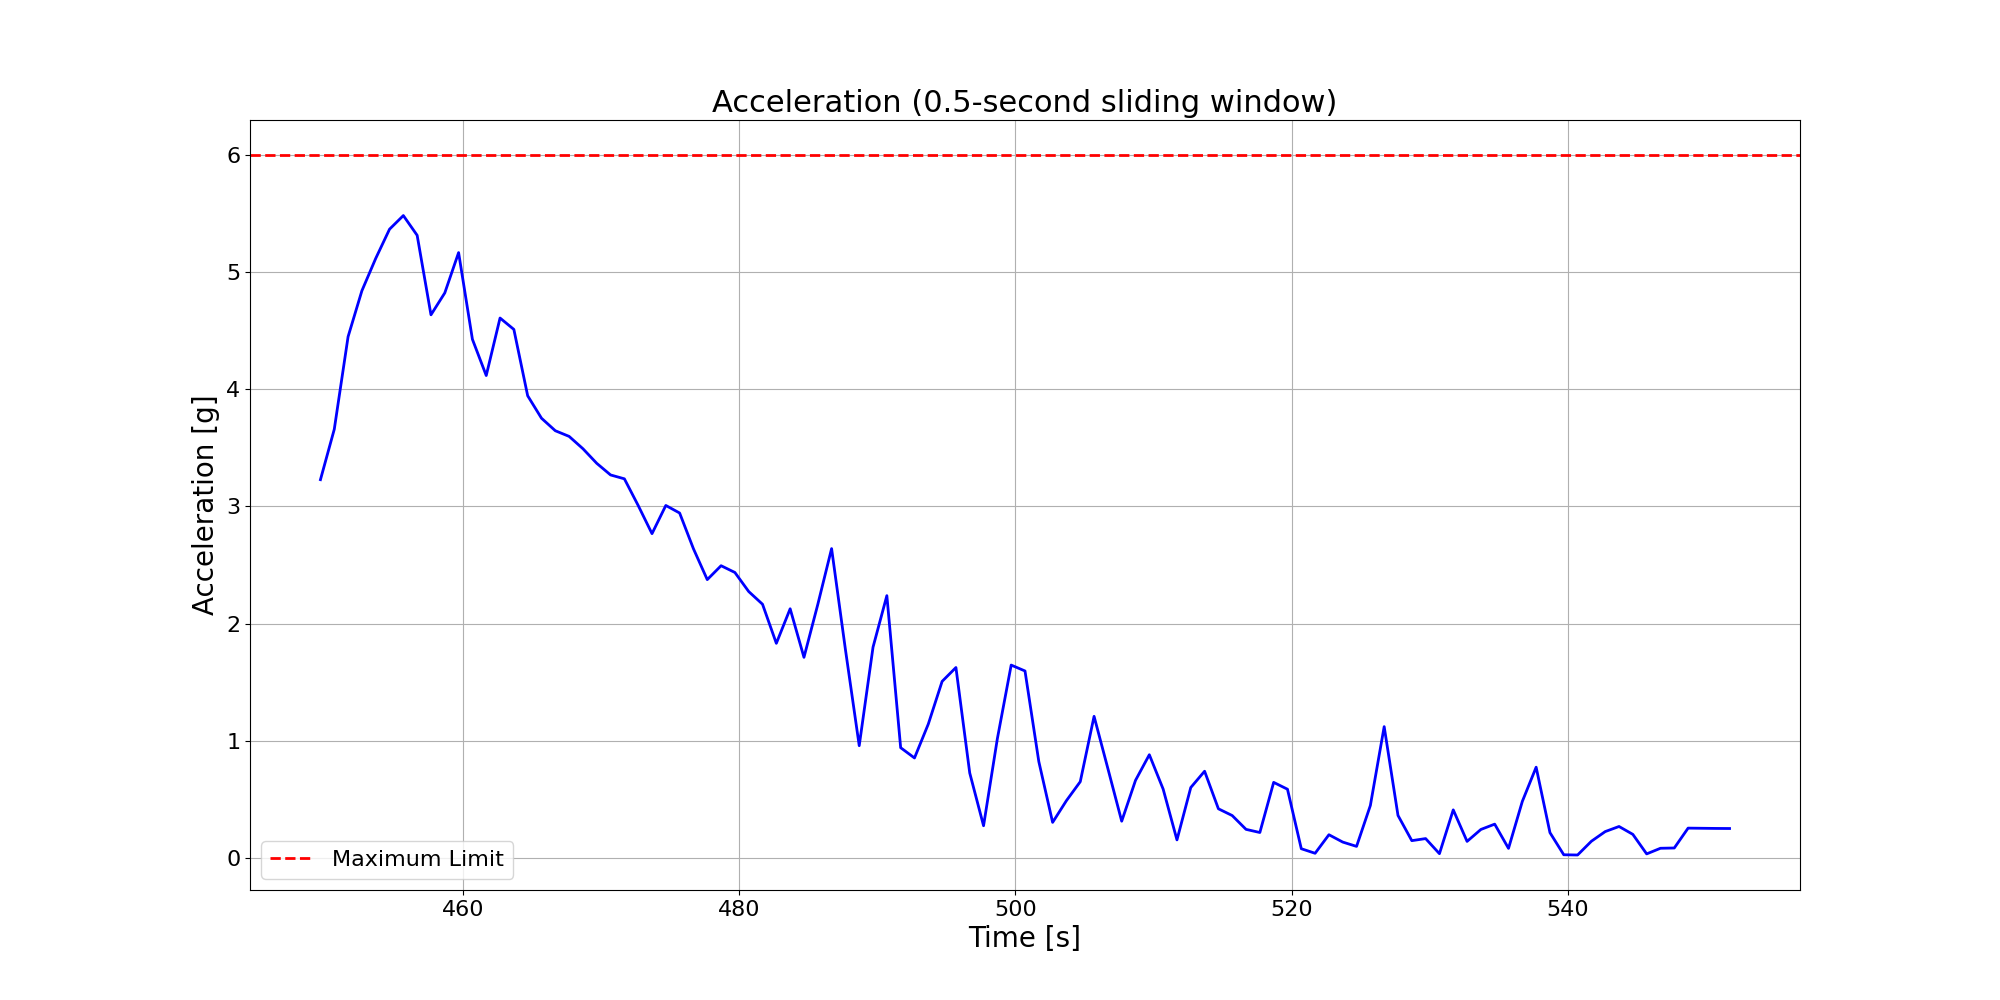 Acceleration (0.5-second sliding window)
6
5
4
3
2
1
0
Acceleration [g]
Maximum Limit
460 480 500 520 540
Time [s]